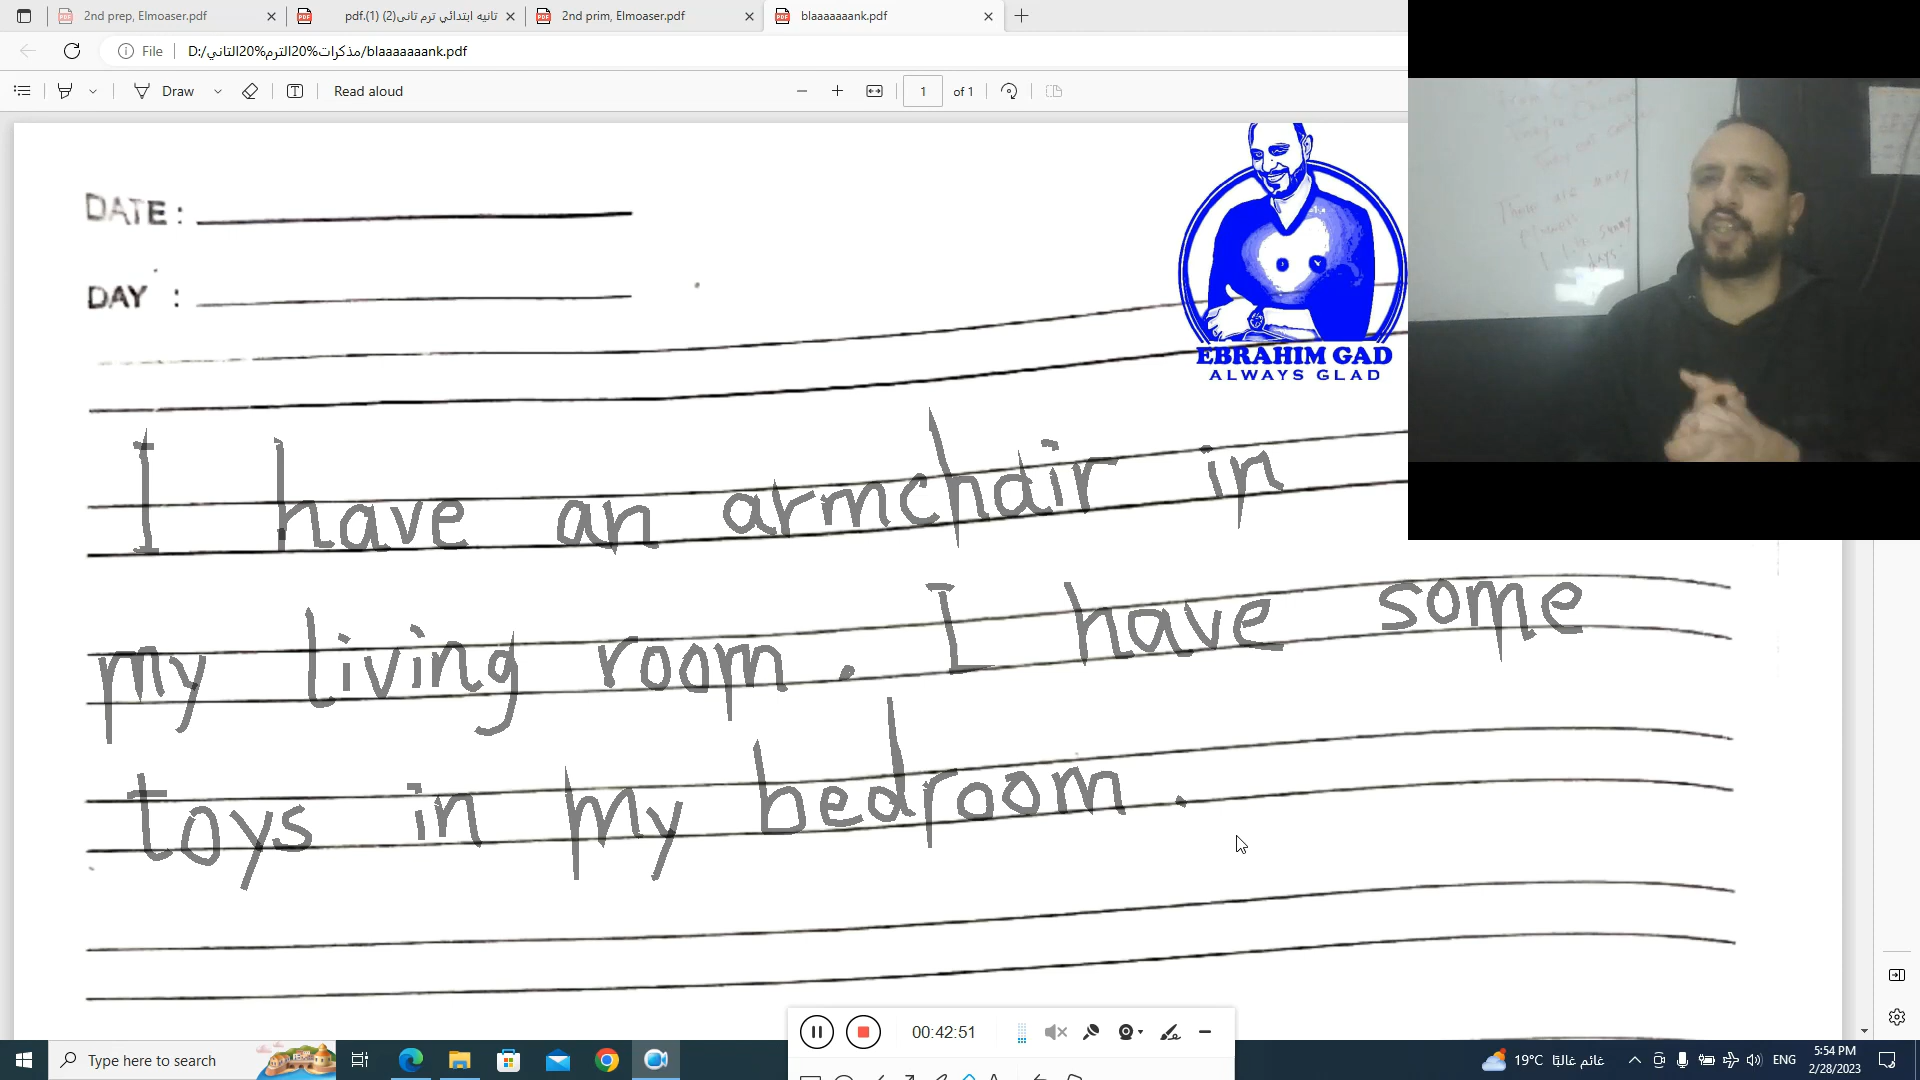 2nd prep, Elmoaser.pdf
ثانيه ابتدائي ترم ثانى(2) (1).pdf
2nd prim, Elmoaser.pdf
blaaaaaaank.pdf
File
D:/مذكرات%20الترم%20التاني/blaaaaaaank.pdf
Draw
Read aloud
1 of 1
DATE :
DAY :
EBRAHIM GAD
ALWAYS GLAD
I have an armchair in
my living room. I have some
toys in my bedroom.
00:42:51
Type here to search
19°C غائم غالبًا
ENG
5:54 PM
2/28/2023